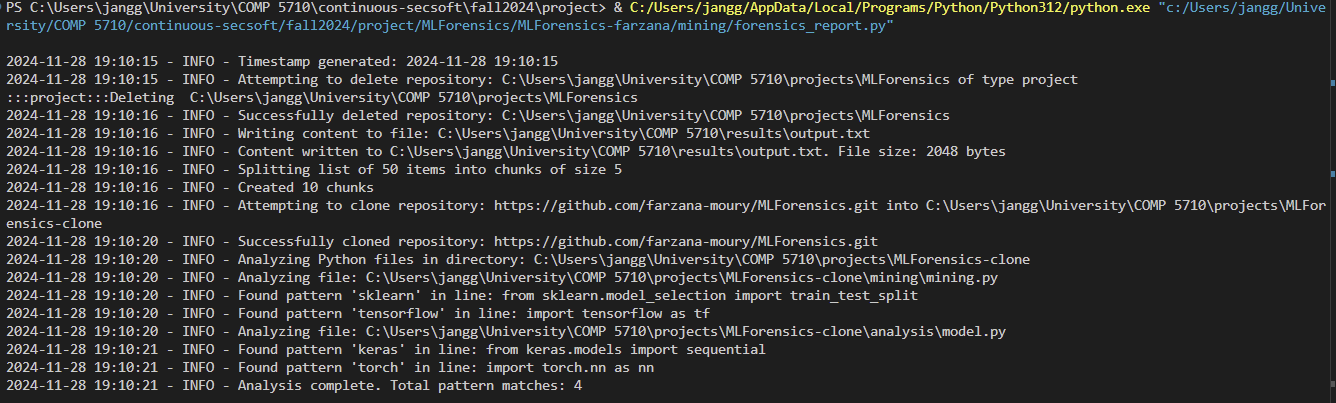 PS C:\Users\jangg\University\COMP 5710\continuous-secsoft\fall2024\project> & C:/Users/jangg/AppData/Local/Programs/Python/Python312/python.exe "c:/Users/jangg/Unive
rsity/COMP 5710/continuous-secsoft/fall2024/project/MLForensics/MLForensics-farzana/mining/forensics_report.py"
2024-11-28 19:10:15 - INFO - Timestamp generated: 2024-11-28 19:10:15
2024-11-28 19:10:15 - INFO - Attempting to delete repository: C:\Users\jangg\University\COMP 5710\projects\MLForensics of type project
:::project:::Deleting  C:\Users\jangg\University\COMP 5710\projects\MLForensics
2024-11-28 19:10:16 - INFO - Successfully deleted repository: C:\Users\jangg\University\COMP 5710\projects\MLForensics
2024-11-28 19:10:16 - INFO - Writing content to file: C:\Users\jangg\University\COMP 5710\results\output.txt
2024-11-28 19:10:16 - INFO - Content written to C:\Users\jangg\University\COMP 5710\results\output.txt. File size: 2048 bytes
2024-11-28 19:10:16 - INFO - Splitting list of 50 items into chunks of size 5
2024-11-28 19:10:16 - INFO - Created 10 chunks
2024-11-28 19:10:16 - INFO - Attempting to clone repository: https://github.com/farzana-moury/MLForensics.git into C:\Users\jangg\University\COMP 5710\projects\MLFor
ensics-clone
2024-11-28 19:10:20 - INFO - Successfully cloned repository: https://github.com/farzana-moury/MLForensics.git
2024-11-28 19:10:20 - INFO - Analyzing Python files in directory: C:\Users\jangg\University\COMP 5710\projects\MLForensics-clone
2024-11-28 19:10:20 - INFO - Analyzing file: C:\Users\jangg\University\COMP 5710\projects\MLForensics-clone\mining\mining.py
2024-11-28 19:10:20 - INFO - Found pattern 'sklearn' in line: from sklearn.model_selection import train_test_split
2024-11-28 19:10:20 - INFO - Found pattern 'tensorflow' in line: import tensorflow as tf
2024-11-28 19:10:20 - INFO - Analyzing file: C:\Users\jangg\University\COMP 5710\projects\MLForensics-clone\analysis\model.py
2024-11-28 19:10:21 - INFO - Found pattern 'keras' in line: from keras.models import sequential
2024-11-28 19:10:21 - INFO - Found pattern 'torch' in line: import torch.nn as nn
2024-11-28 19:10:21 - INFO - Analysis complete. Total pattern matches: 4